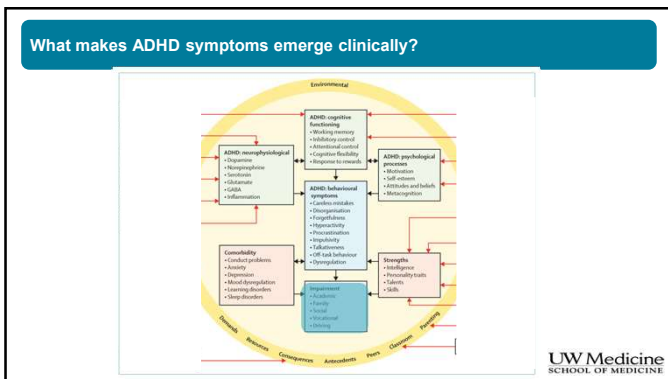 What makes ADHD symptoms emerge clinically?
Environmental
ADHD: cognitive
functioning
• Working memory
• Inhibitory control
• Attentional control
• Cognitive flexibility
• Response to rewards
ADHD: neurophysiological
• Dopamine
• Norepinephrine
• Serotonin
• Glutamate
• GABA
• Inflammation
ADHD: psychological
processes
• Motivation
• Self-esteem
• Attitudes and beliefs
• Metacognition
ADHD: behavioural
symptoms
• Careless mistakes
• Disorganisation
• Forgetfulness
• Hyperactivity
• Procrastination
• Impulsivity
• Talkativeness
• Off-task behaviour
• Dysregulation
Comorbidity
• Conduct problems
• Anxiety
• Depression
• Mood dysregulation
• Learning disorders
• Sleep disorders
Strengths
• Intelligence
• Personality traits
• Talents
• Skills
Impairment
• Academic
• Family
• Social
• Vocational
• Driving
Demands Resources Consequences Antecedents Peers Classroom Parenting
UW Medicine
SCHOOL OF MEDICINE